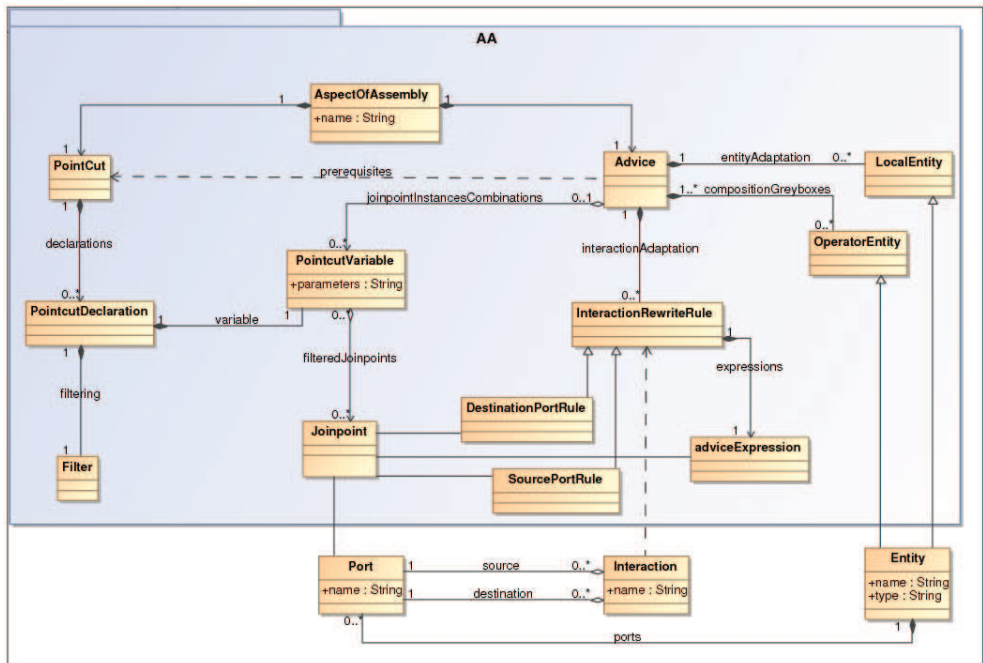 AA
AspectOfAssembly
+name : String
1
1
1
1
PointCut
Advice
LocalEntity
prerequisites
1
entityAdaptation
0..*
1
joinpointInstancesCombinations
0..1
1..*
compositionGreyboxes
0..*
1
declarations
0..*
interactionAdaptation
OperatorEntity
PointcutVariable
+parameters : String
0..*
PointcutDeclaration
1
variable
1
0..*
InteractionRewriteRule
1
1
filtering
filteredJoinpoints
expressions
0..*
DestinationPortRule
1
Joinpoint
adviceExpression
1
Filter
SourcePortRule
Port
+name : String
1
source
0..*
1
destination
0..*
Interaction
+name : String
Entity
+name : String
+type : String
0..*
ports
1